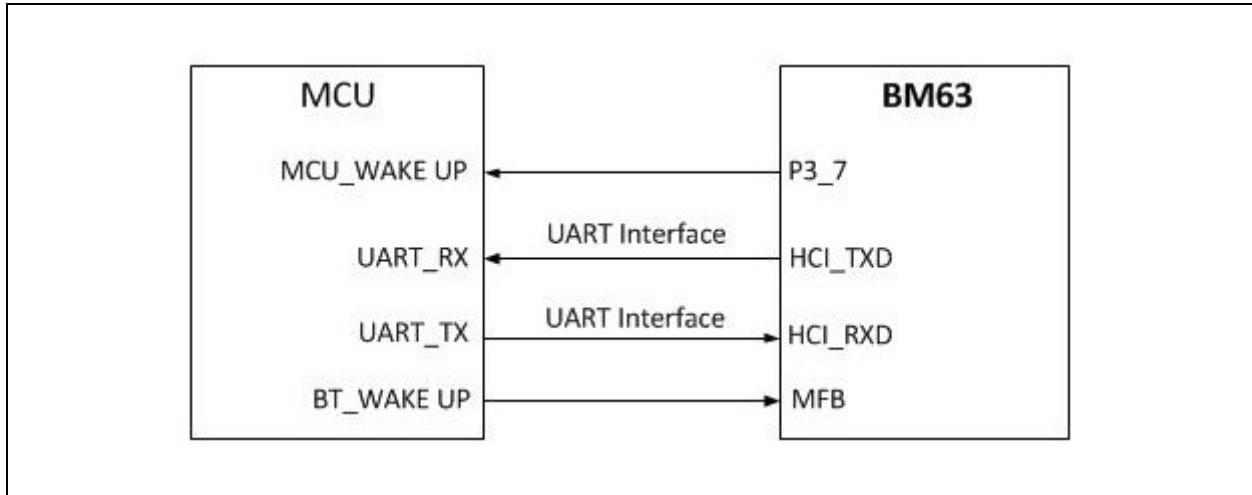 MCU
BM63
MCU_WAKE UP
P3_7
UART Interface
UART_RX
HCI_TXD
UART Interface
UART_TX
HCI_RXD
BT_WAKE UP
MFB